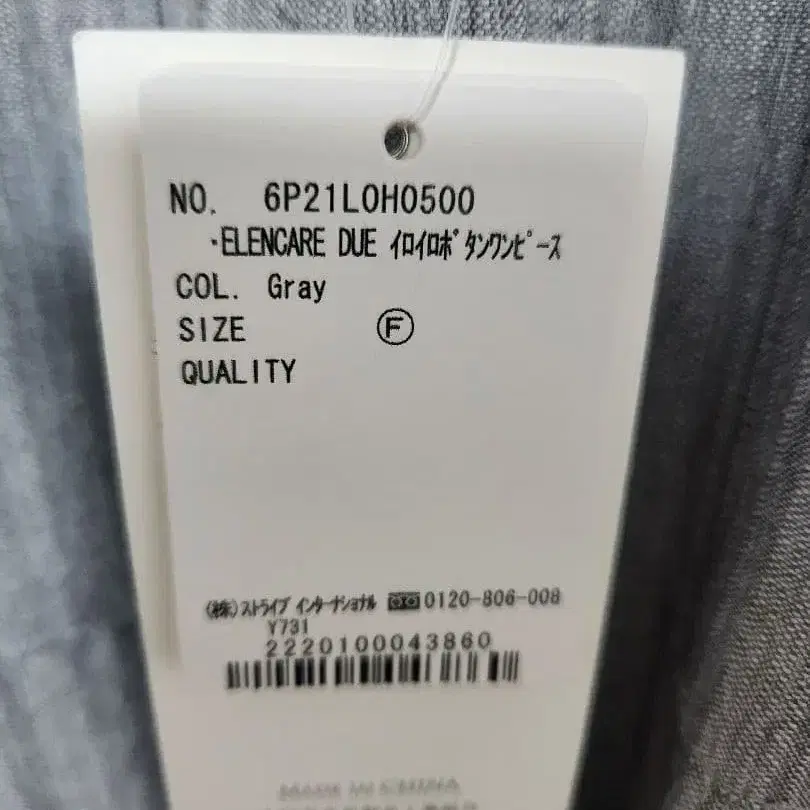 NO. 6P21L0H0500
・ELENCARE DUE ｲﾛｲﾛﾎﾞﾀﾝﾜﾝﾋﾟｰｽ
COL. Gray
SIZE Ⓕ
QUALITY
(株)ｽﾄﾗｲﾌﾟ ｲﾝﾀｰﾅｼｮﾅﾙ 0120-806-008
Y731
2220100043860
MADE IN CHINA